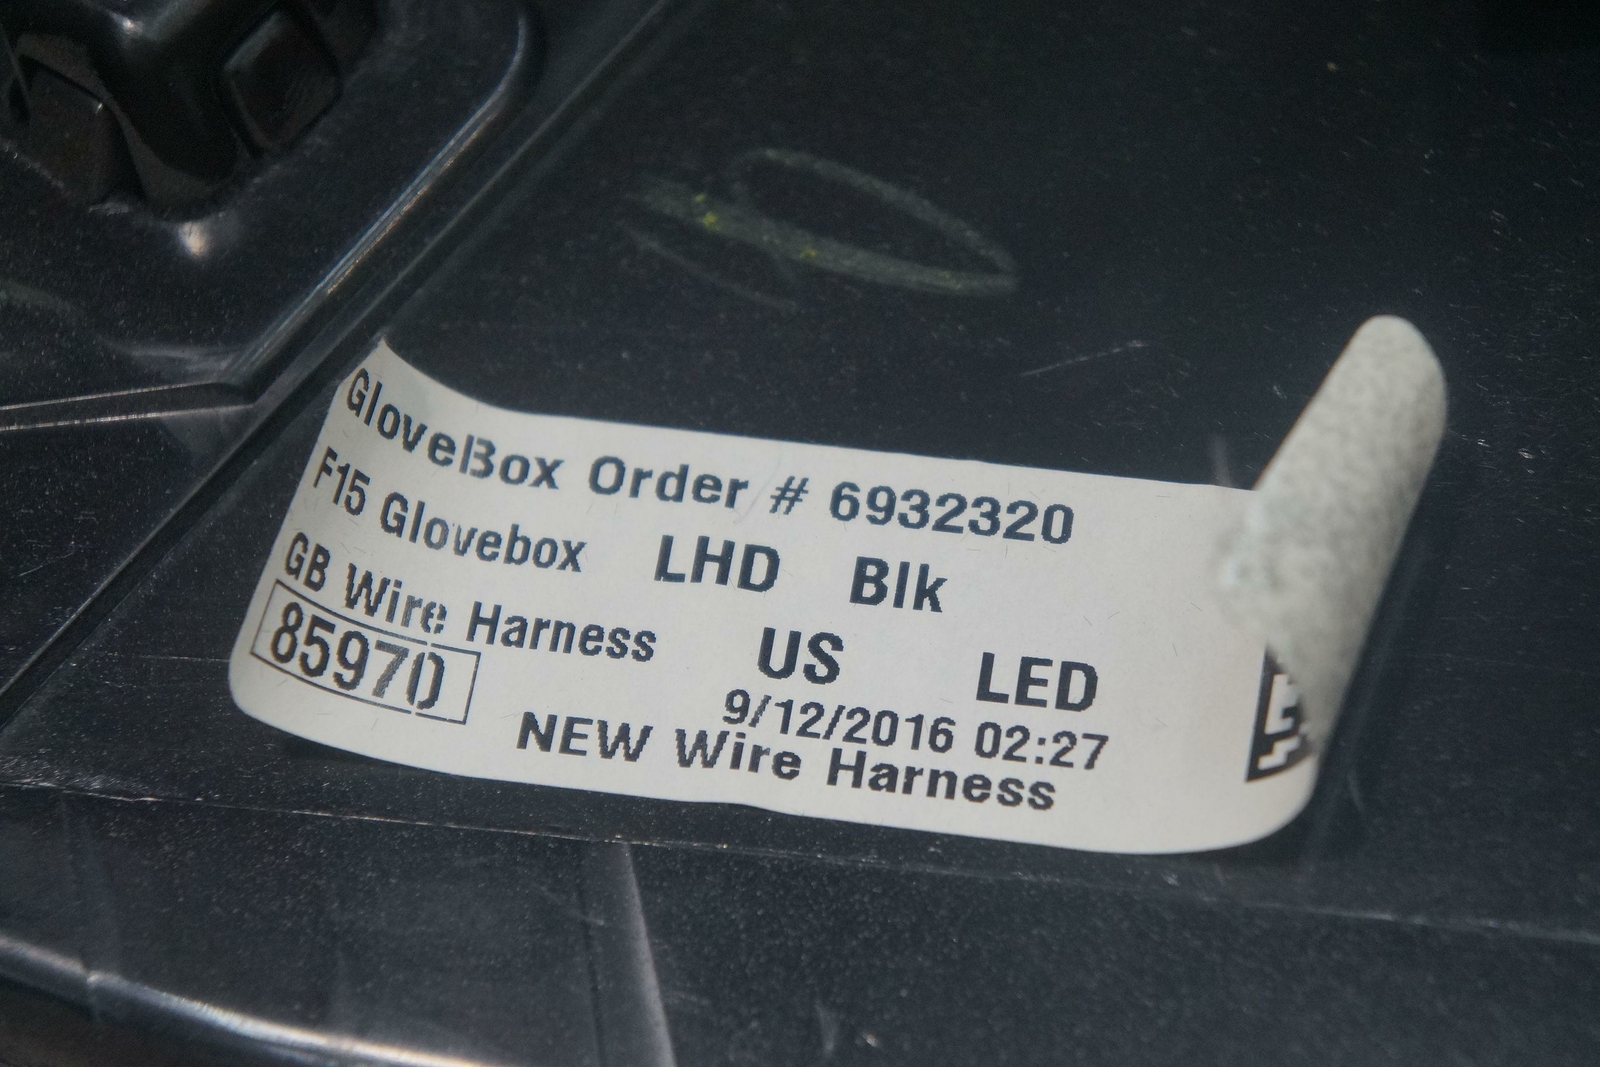 GloveBox Order # 6932320
F15 Glovebox LHD Blk
GB Wire Harness US LED
85970 9/12/2016 02:27
NEW Wire Harness